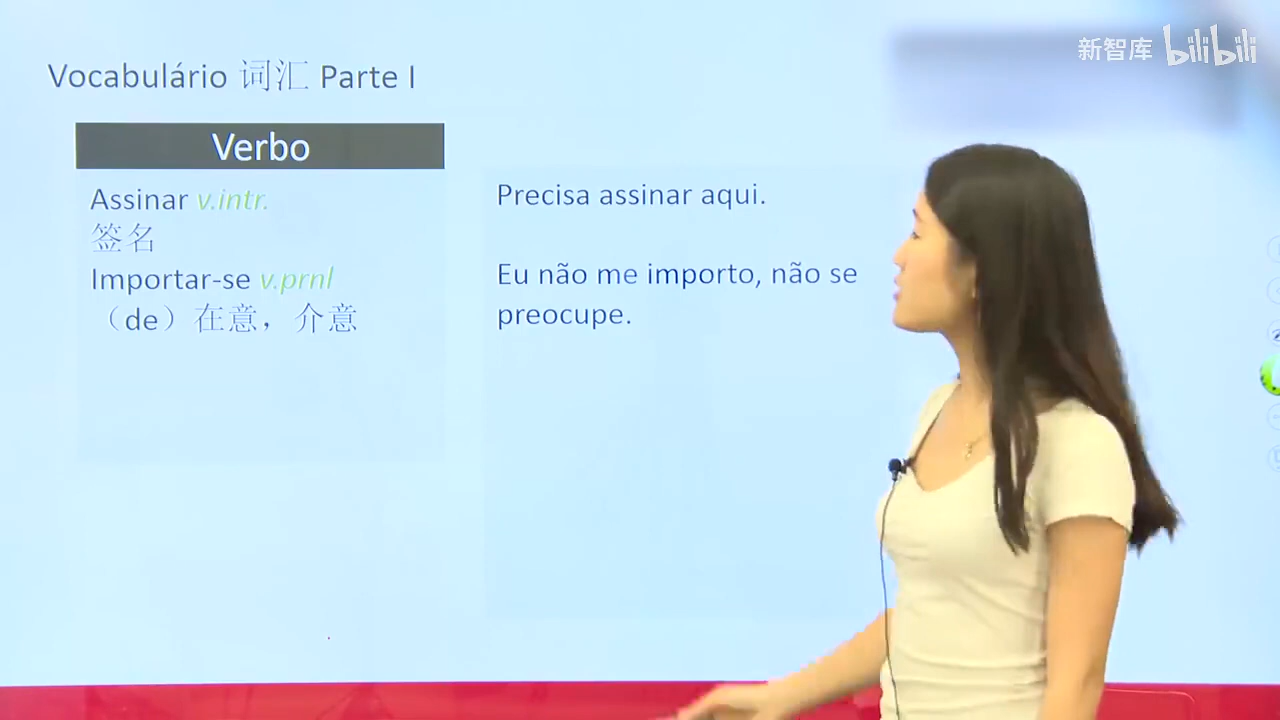 新智库 bilibili
Vocabulário 词汇 Parte I
Verbo
Assinar v.intr.
签名
Importar-se v.prnl
（de）在意，介意
Precisa assinar aqui.
Eu não me importo, não se
preocupe.